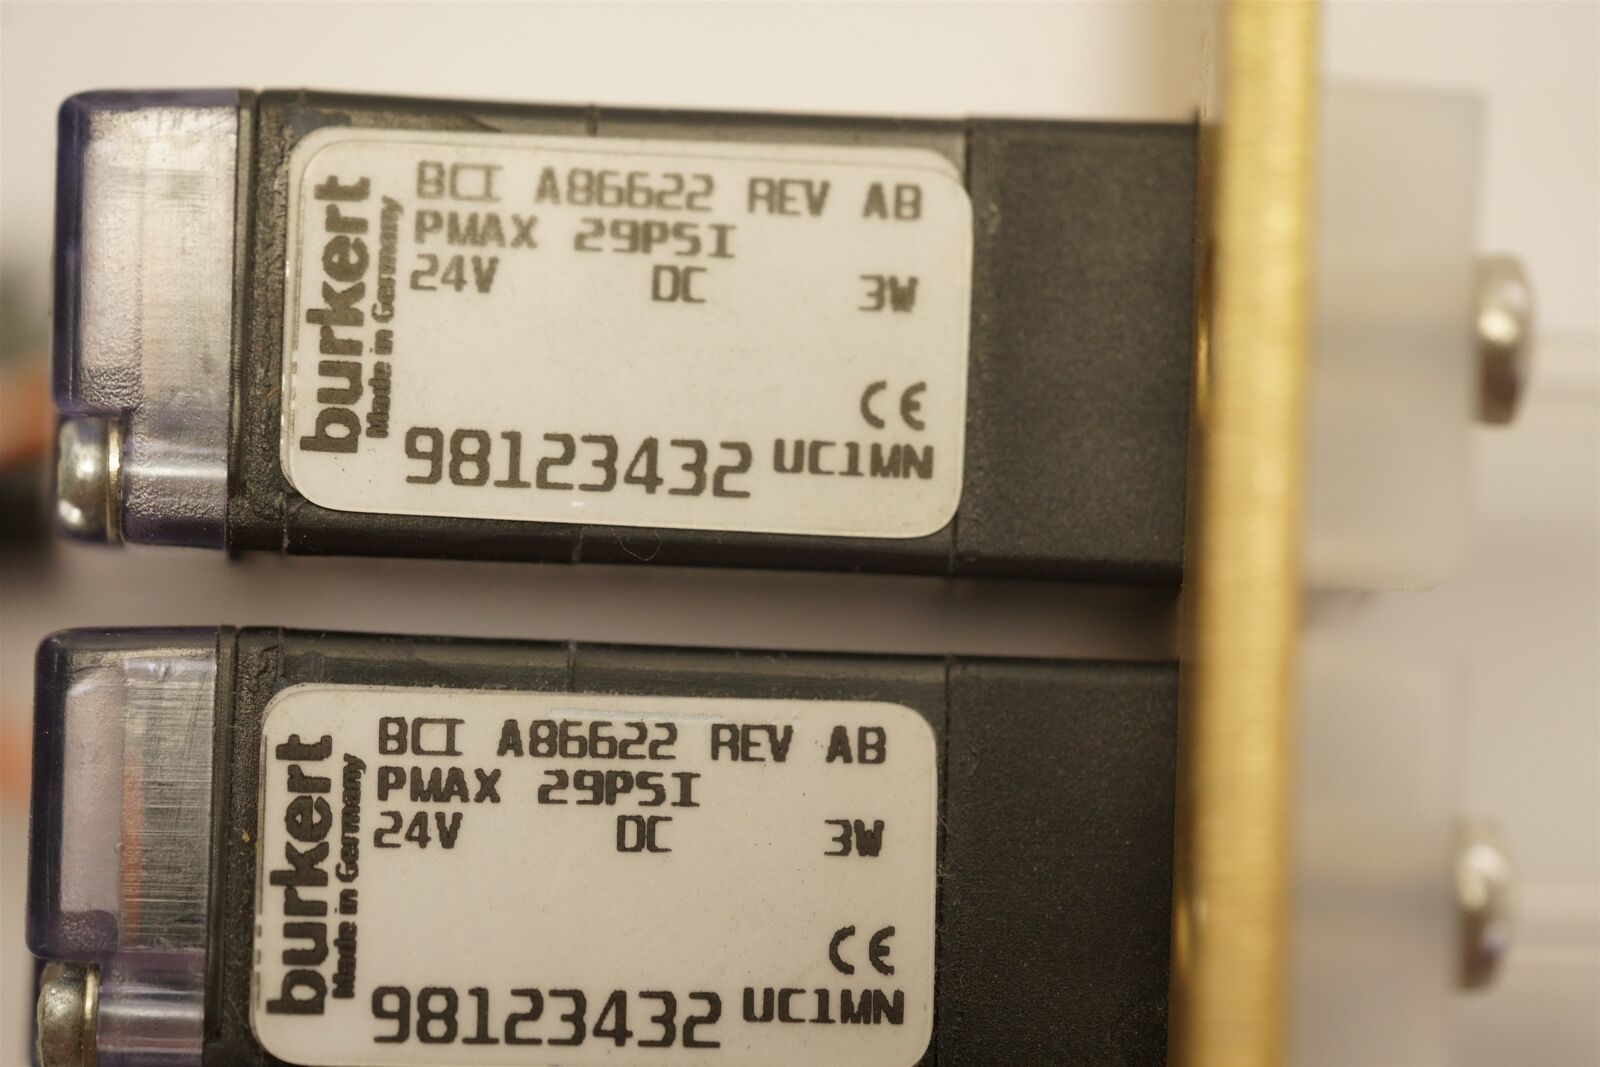 burkert
Made in Germany
BCI A86622 REV AB
PMAX 29PSI
24V DC 3W
CE
98123432 UC1MN
burkert
Made in Germany
BCI A86622 REV AB
PMAX 29PSI
24V DC 3W
CE
98123432 UC1MN